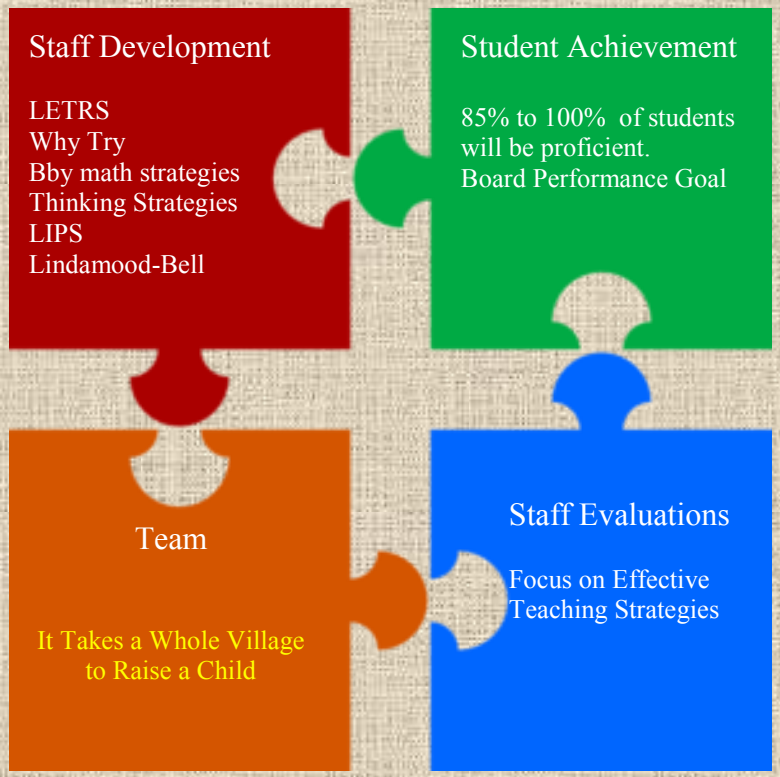 Staff Development
LETRS
Why Try
Bby math strategies
Thinking Strategies
LIPS
Lindamood-Bell
Student Achievement
85% to 100%  of students
will be proficient.
Board Performance Goal
Team
It Takes a Whole Village
to Raise a Child
Staff Evaluations
Focus on Effective
Teaching Strategies